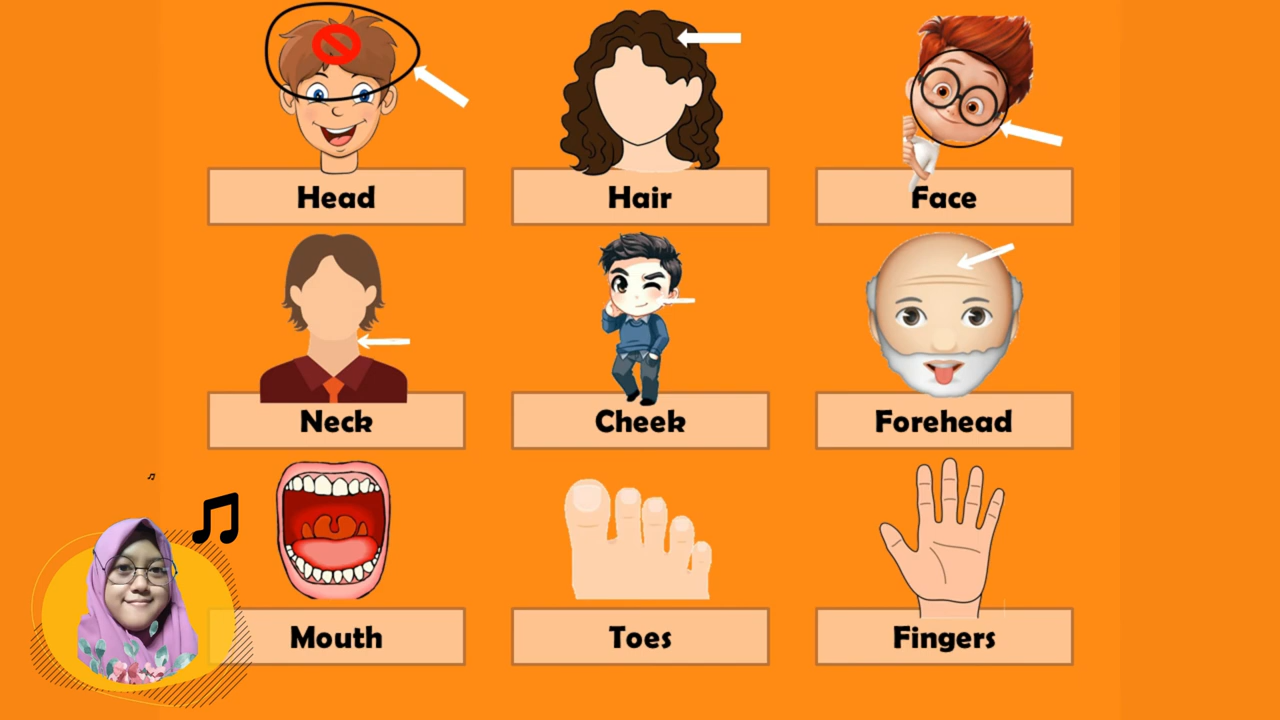 Head
Hair
Face
Neck
Cheek
Forehead
Mouth
Toes
Fingers